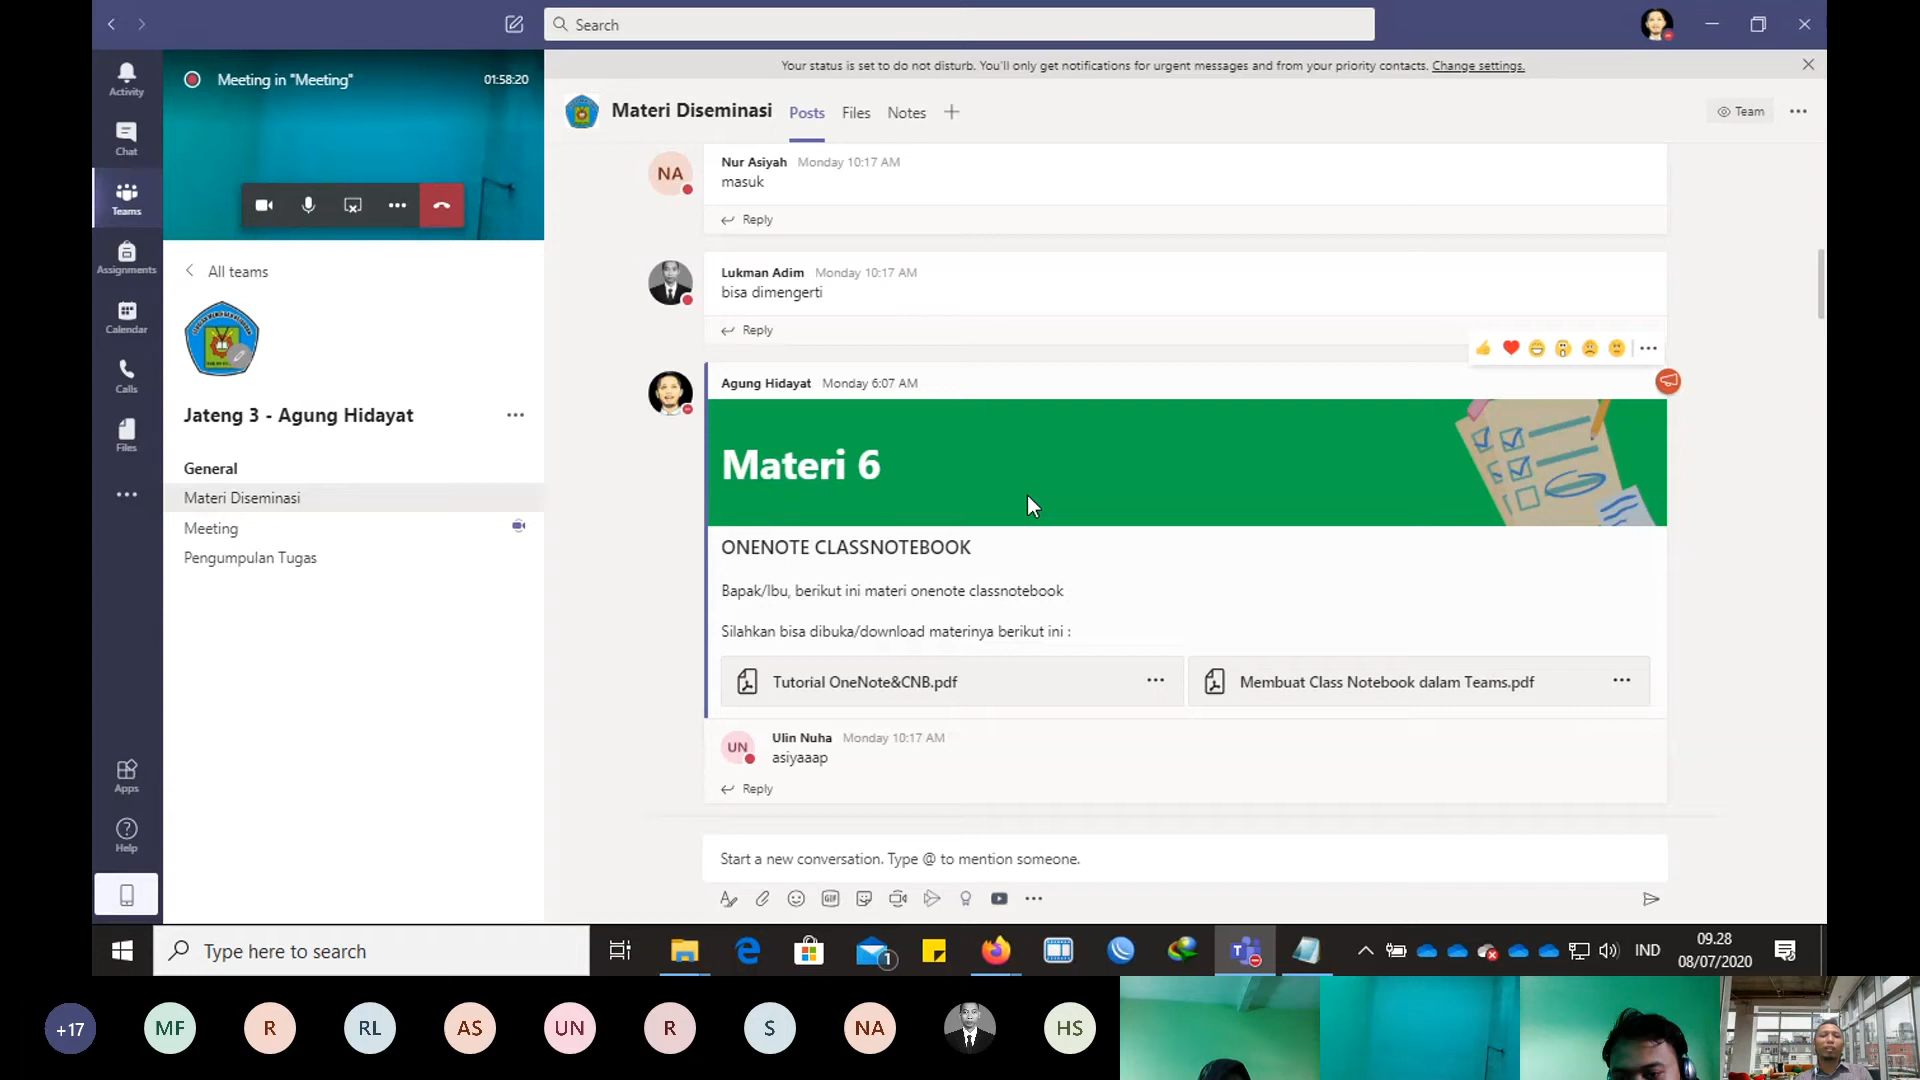 Search
Your status is set to do not disturb. You'll only get notifications for urgent messages and from your priority contacts. Change settings.
Meeting in "Meeting"
01:58:20
Activity
Chat
Teams
Assignments
Calendar
Calls
Files
Apps
Help
All teams
Jateng 3 - Agung Hidayat
General
Materi Diseminasi
Meeting
Pengumpulan Tugas
Materi Diseminasi
Posts
Files
Notes
Team
NA
Nur Asiyah Monday 10:17 AM
masuk
Reply
Lukman Adim Monday 10:17 AM
bisa dimengerti
Reply
Agung Hidayat Monday 6:07 AM
Materi 6
ONENOTE CLASSNOTEBOOK
Bapak/Ibu, berikut ini materi onenote classnotebook
Silahkan bisa dibuka/download materinya berikut ini :
Tutorial OneNote&CNB.pdf
Membuat Class Notebook dalam Teams.pdf
UN
Ulin Nuha Monday 10:17 AM
asiyaaap
Reply
Start a new conversation. Type @ to mention someone.
GIF
Type here to search
1
IND
09.28
08/07/2020
+17
MF
R
RL
AS
UN
R
S
NA
HS